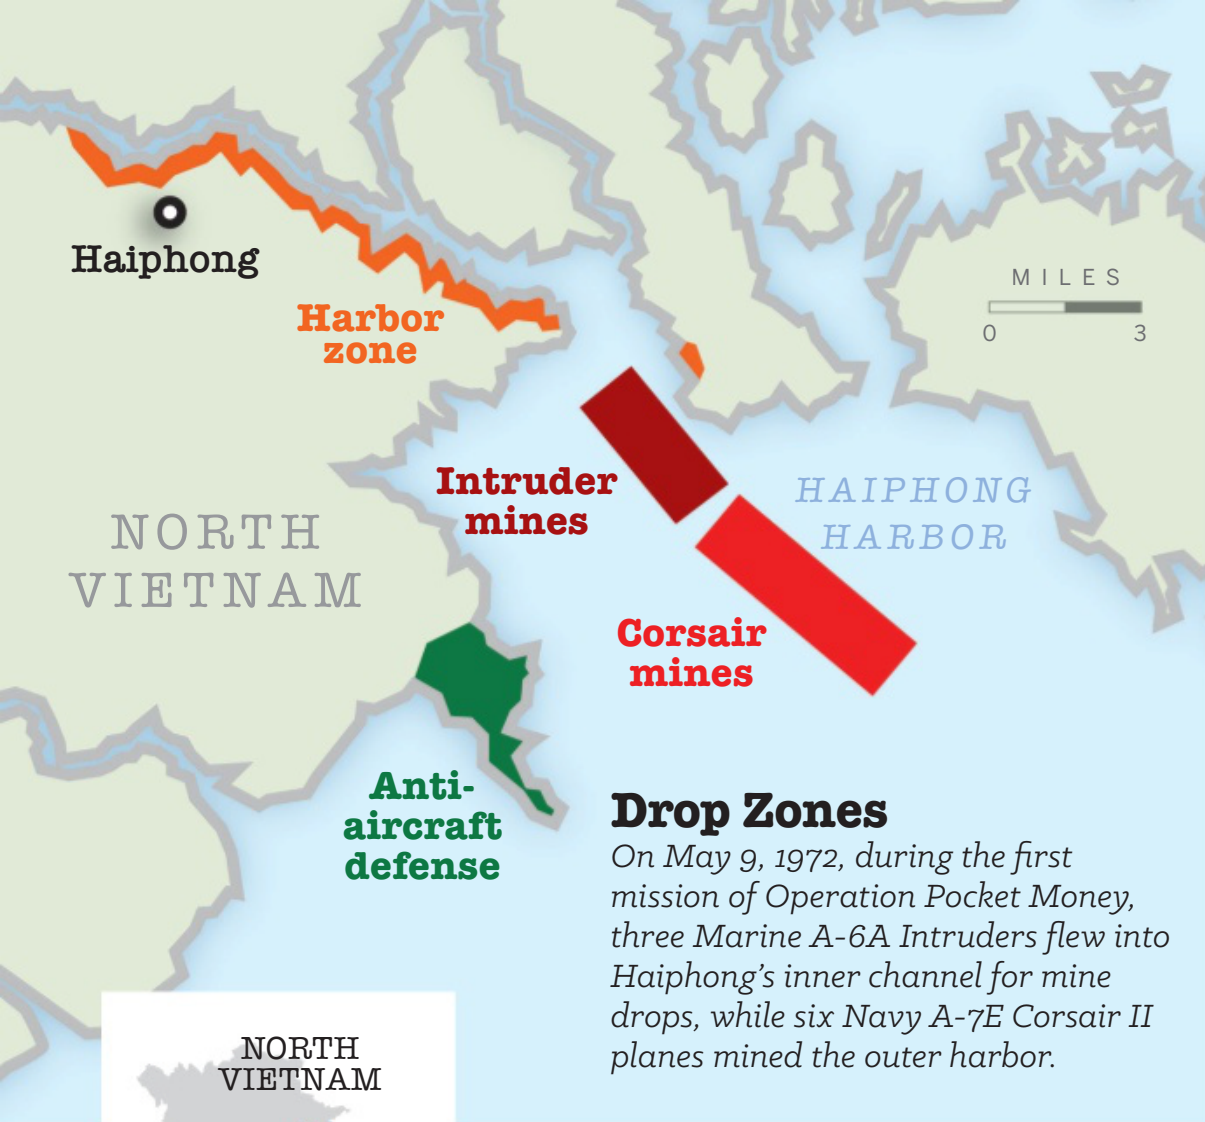 Haiphong
Harbor
zone
MILES
0 3
Intruder
mines
HAIPHONG
HARBOR
NORTH
VIETNAM
Corsair
mines
Anti-
aircraft
defense
Drop Zones
On May 9, 1972, during the first
mission of Operation Pocket Money,
three Marine A-6A Intruders flew into
Haiphong's inner channel for mine
drops, while six Navy A-7E Corsair II
planes mined the outer harbor.
NORTH
VIETNAM